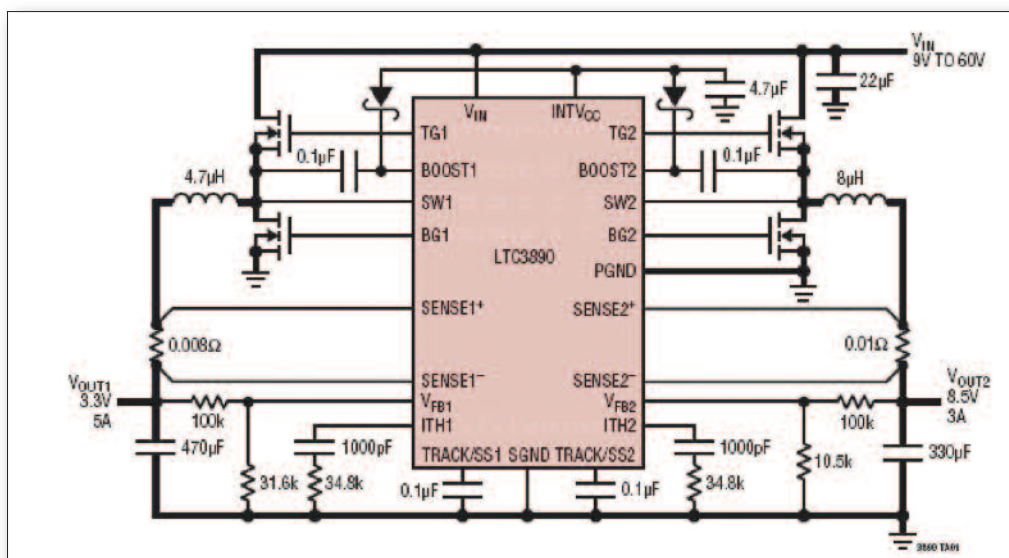 VIN
9V TO 60V
22µF
4.7µF
VIN
INTVCC
TG1
TG2
0.1µF
0.1µF
BOOST1
BOOST2
4.7µH
8µH
SW1
SW2
BG1
BG2
LTC3890
PGND
SENSE1+
SENSE2+
0.008Ω
0.01Ω
SENSE1–
SENSE2–
VOUT1
3.3V
5A
VOUT2
8.5V
3A
VFB1
VFB2
100k
100k
ITH1
ITH2
470µF
1000pF
1000pF
330µF
TRACK/SS1
SGND
TRACK/SS2
31.6k
34.8k
0.1µF
0.1µF
34.8k
10.5k
3890 TA01